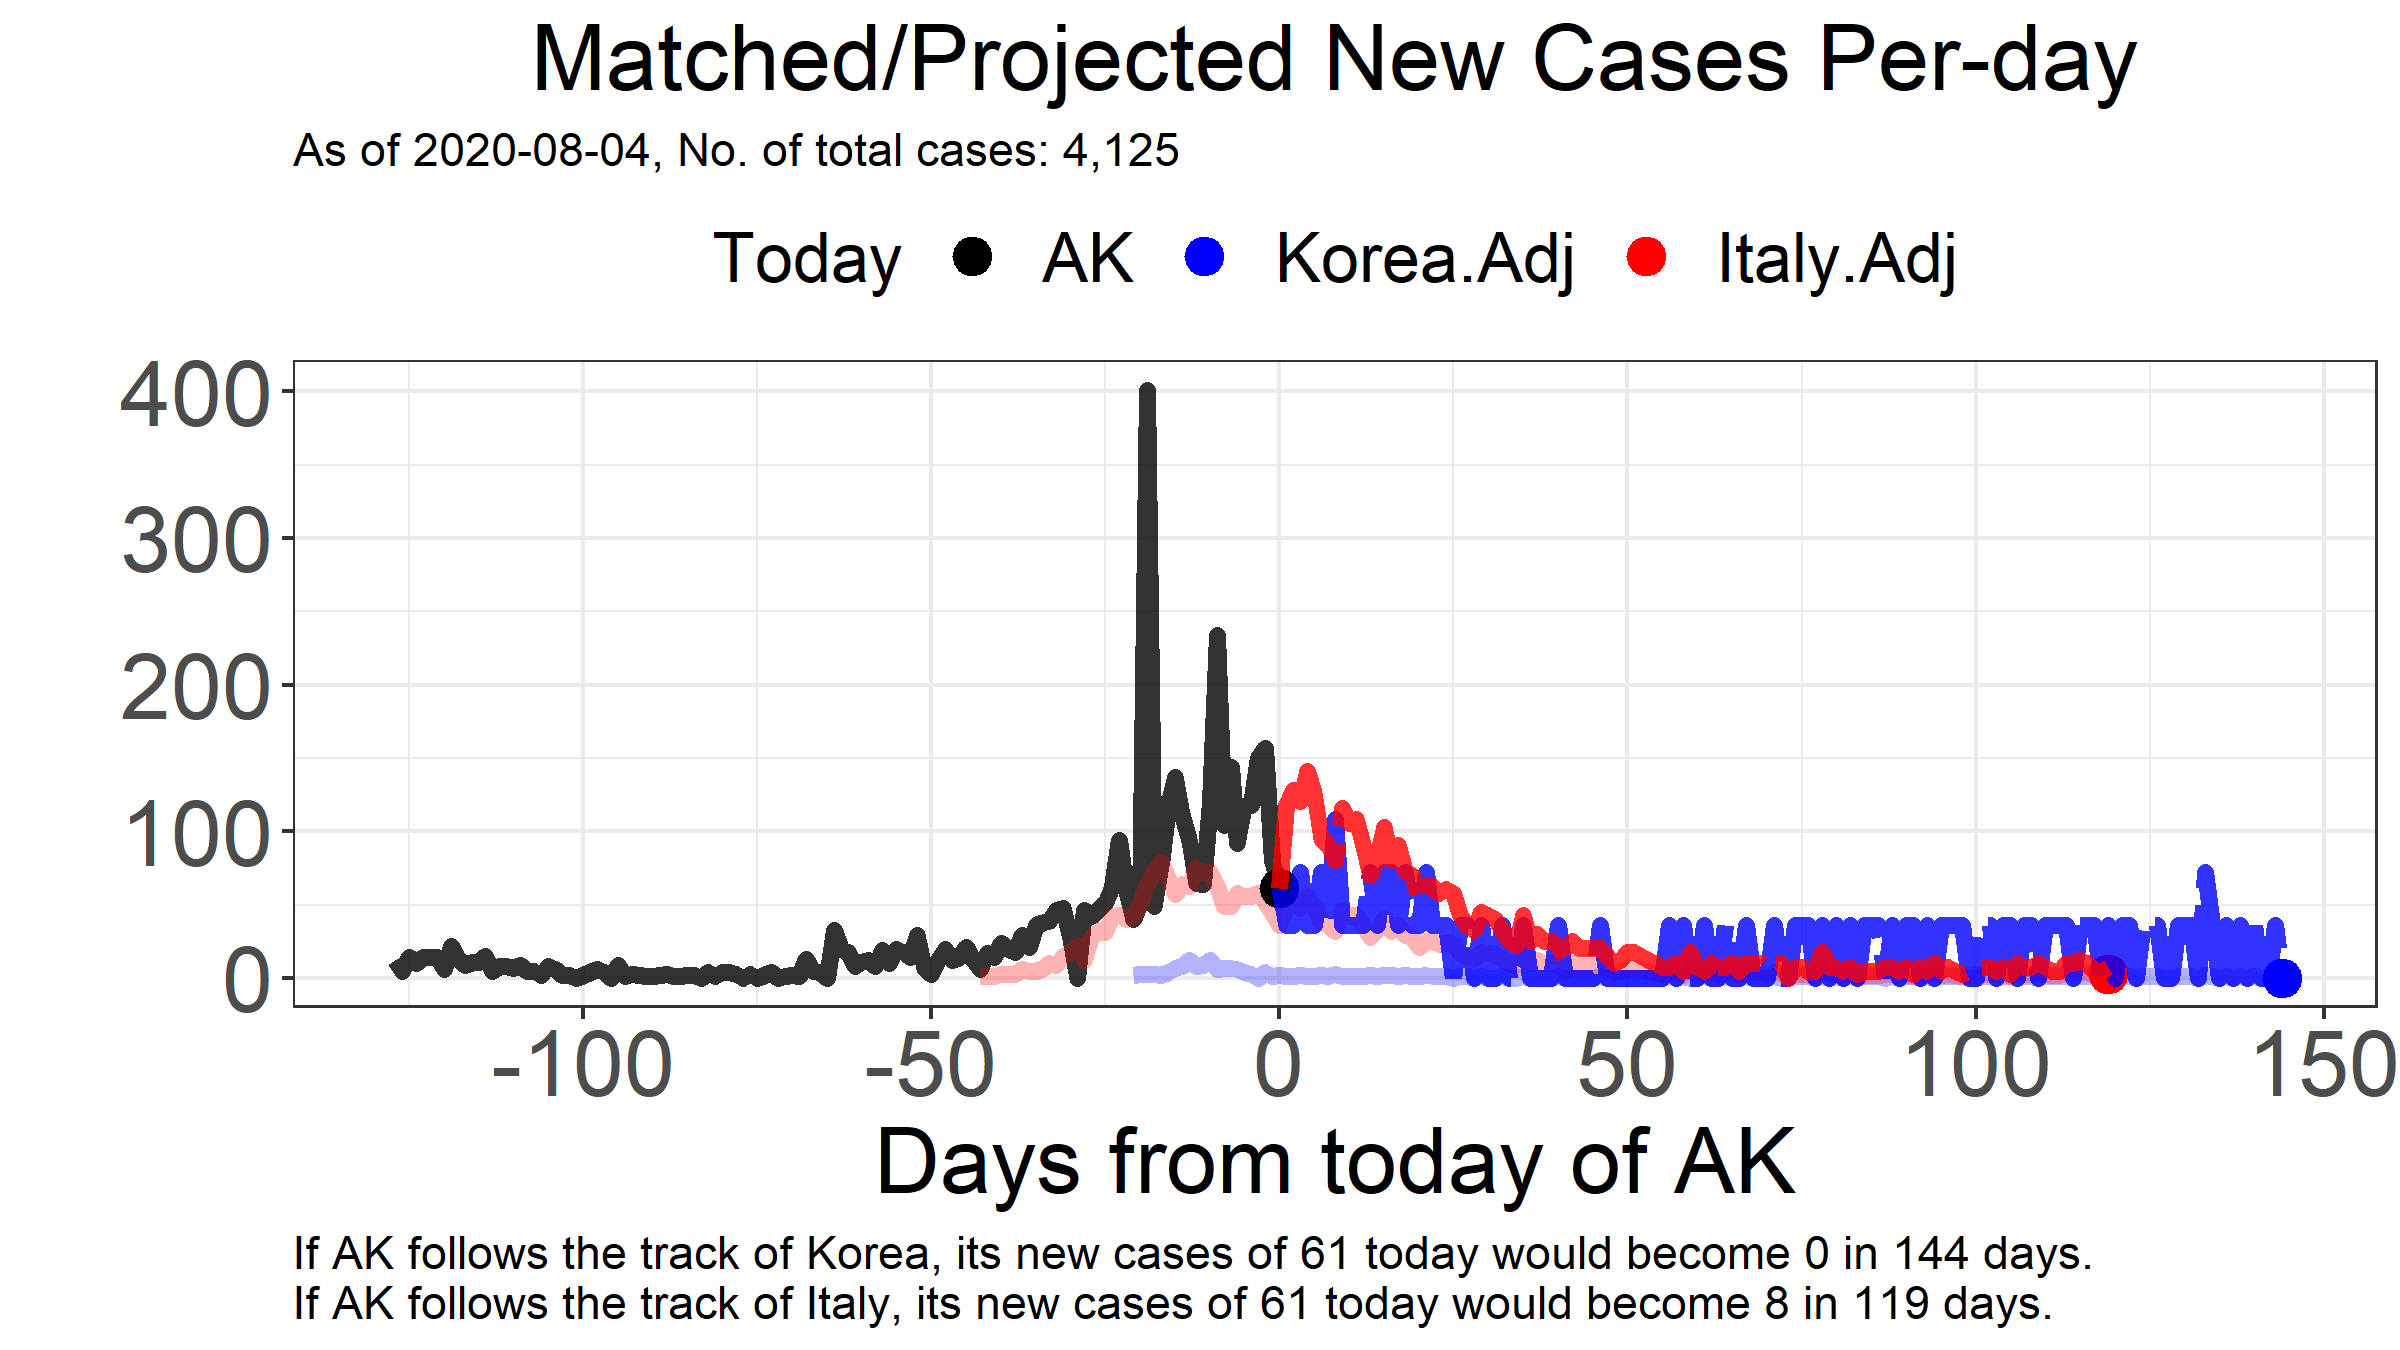 Matched/Projected New Cases Per-day
As of 2020-08-04, No. of total cases: 4,125
Today AK Korea.Adj Italy.Adj
400
300
200
100
0
-100 -50 0 50 100 150
Days from today of AK
If AK follows the track of Korea, its new cases of 61 today would become 0 in 144 days.
If AK follows the track of Italy, its new cases of 61 today would become 8 in 119 days.